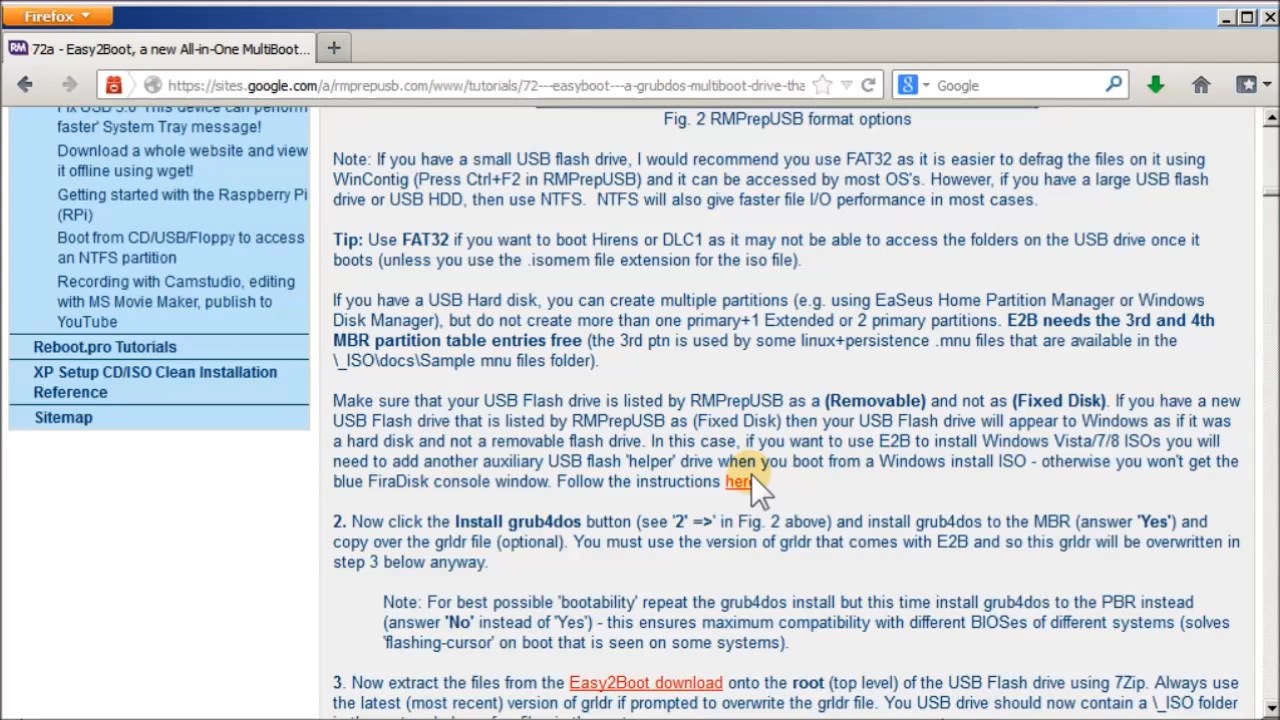 Firefox
72a - Easy2Boot, a new All-in-One MultiBoot...
https://sites.google.com/a/rmprepusb.com/www/tutorials/72---easyboot---a-grubdos-multiboot-drive-tha
Google
Fix USB 3.0 'This device can perform
faster' System Tray message!
Download a whole website and view
it offline using wget!
Getting started with the Raspberry Pi
(RPi)
Boot from CD/USB/Floppy to access
an NTFS partition
Recording with Camstudio, editing
with MS Movie Maker, publish to
YouTube
Reboot.pro Tutorials
XP Setup CD/ISO Clean Installation
Reference
Sitemap
Fig. 2 RMPrepUSB format options
Note: If you have a small USB flash drive, I would recommend you use FAT32 as it is easier to defrag the files on it using
WinContig (Press Ctrl+F2 in RMPrepUSB) and it can be accessed by most OS's. However, if you have a large USB flash
drive or USB HDD, then use NTFS. NTFS will also give faster file I/O performance in most cases.
Tip: Use FAT32 if you want to boot Hirens or DLC1 as it may not be able to access the folders on the USB drive once it
boots (unless you use the .isomem file extension for the iso file).
If you have a USB Hard disk, you can create multiple partitions (e.g. using EaSeus Home Partition Manager or Windows
Disk Manager), but do not create more than one primary+1 Extended or 2 primary partitions. E2B needs the 3rd and 4th
MBR partition table entries free (the 3rd ptn is used by some linux+persistence .mnu files that are available in the
\_ISO\docs\Sample mnu files folder).
Make sure that your USB Flash drive is listed by RMPrepUSB as a (Removable) and not as (Fixed Disk). If you have a new
USB Flash drive that is listed by RMPrepUSB as (Fixed Disk) then your USB Flash drive will appear to Windows as if it was
a hard disk and not a removable flash drive. In this case, if you want to use E2B to install Windows Vista/7/8 ISOs you will
need to add another auxiliary USB flash 'helper' drive when you boot from a Windows install ISO - otherwise you won't get the
blue FiraDisk console window. Follow the instructions here
2. Now click the Install grub4dos button (see '2' =>' in Fig. 2 above) and install grub4dos to the MBR (answer 'Yes') and
copy over the grldr file (optional). You must use the version of grldr that comes with E2B and so this grldr will be overwritten in
step 3 below anyway.
Note: For best possible 'bootability' repeat the grub4dos install but this time install grub4dos to the PBR instead
(answer 'No' instead of 'Yes') - this ensures maximum compatibility with different BIOSes of different systems (solves
'flashing-cursor' on boot that is seen on some systems).
3. Now extract the files from the Easy2Boot download onto the root (top level) of the USB Flash drive using 7Zip. Always use
the latest (most recent) version of grldr if prompted to overwrite the grldr file. You USB drive should now contain a \_ISO folder